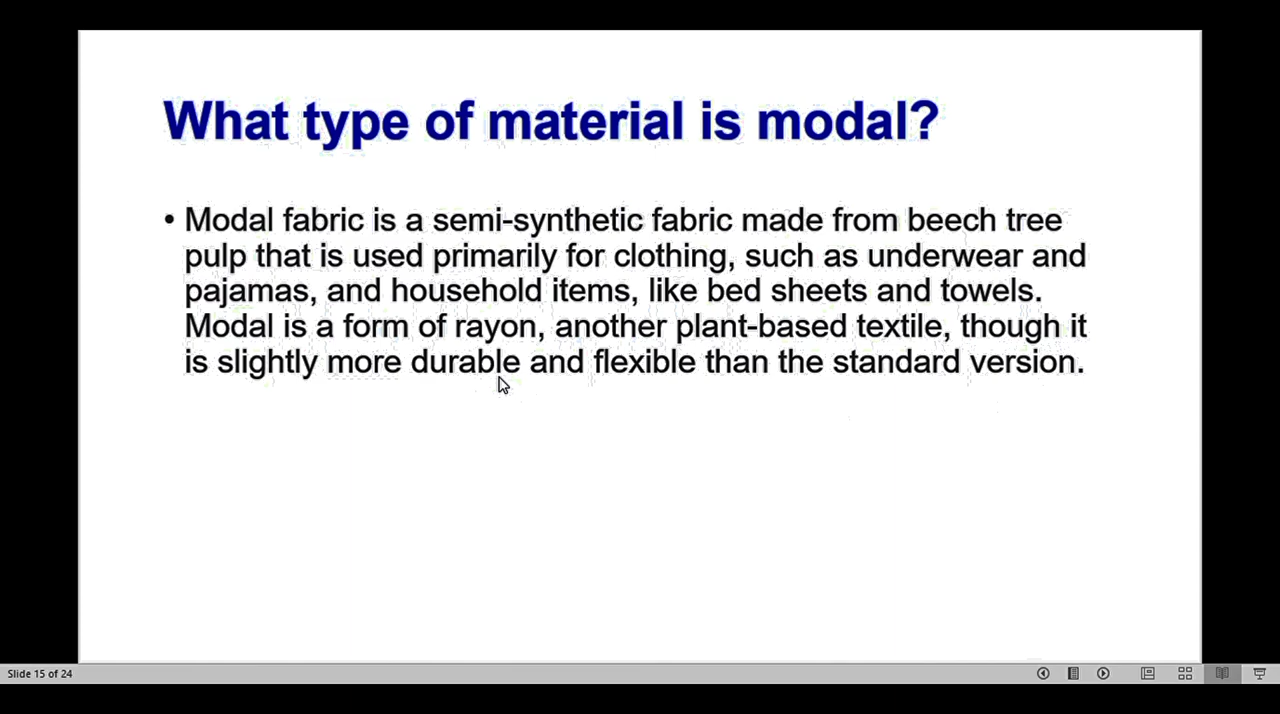 What type of material is modal?
• Modal fabric is a semi-synthetic fabric made from beech tree
pulp that is used primarily for clothing, such as underwear and
pajamas, and household items, like bed sheets and towels.
Modal is a form of rayon, another plant-based textile, though it
is slightly more durable and flexible than the standard version.
Slide 15 of 24